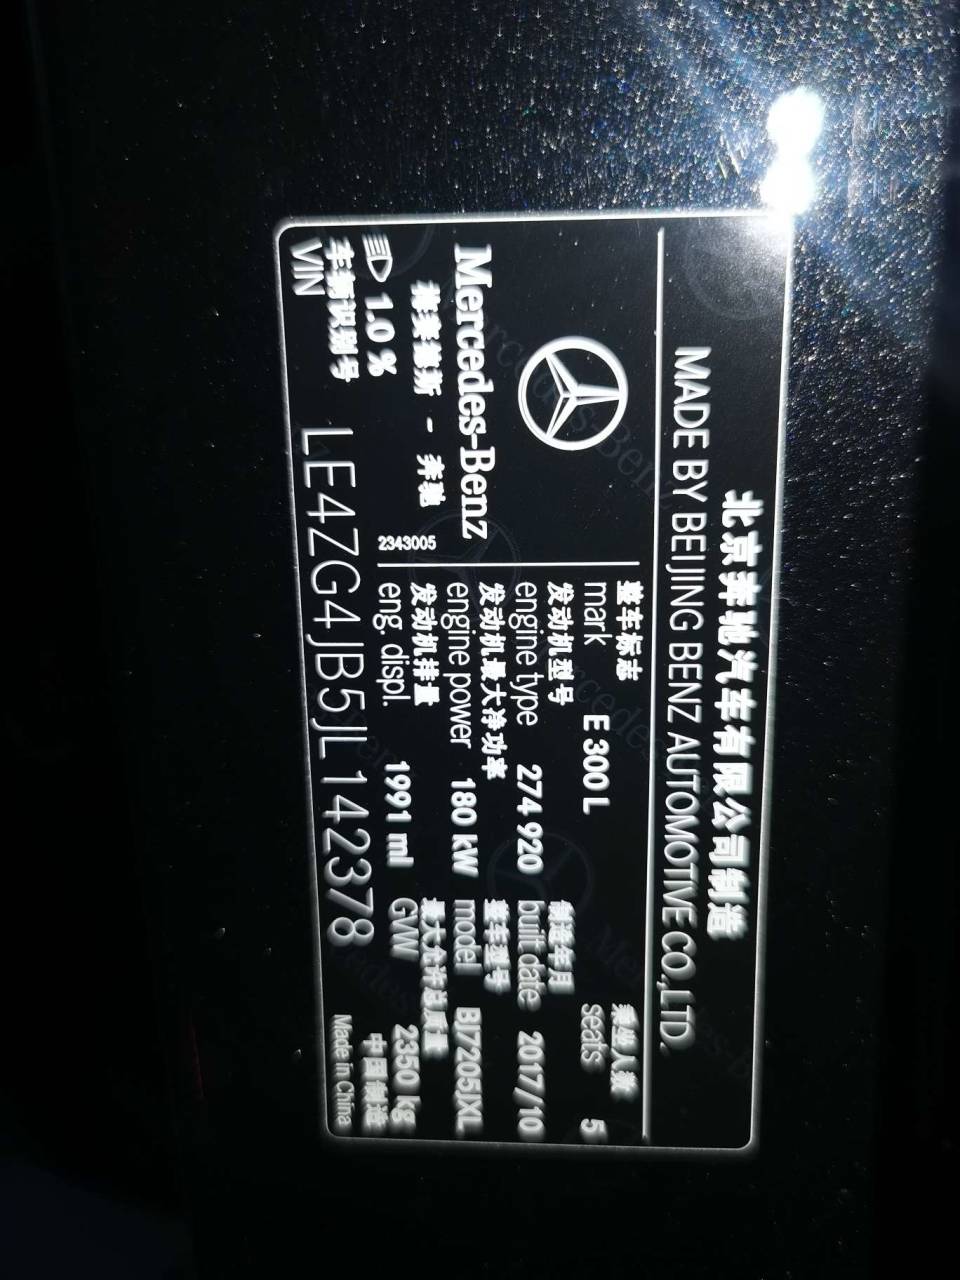 北京奔驰汽车有限公司制造
MADE BY BEIJING BENZ AUTOMOTIVE CO.,LTD.
Mercedes-Benz
梅赛德斯 - 奔驰
2343005
1.0 %
整车标志
mark E 300 L
乘坐人数
seats 5
发动机型号
engine type 274 920
制造年月
built date 2017/10
发动机最大净功率
engine power 180 kW
整车型号
model BJ7205JXL
发动机排量
eng. displ. 1991 ml
最大允许总质量
GVW 2350 kg
车辆识别号
VIN LE4ZG4JB5JL142378
中国制造
Made in China